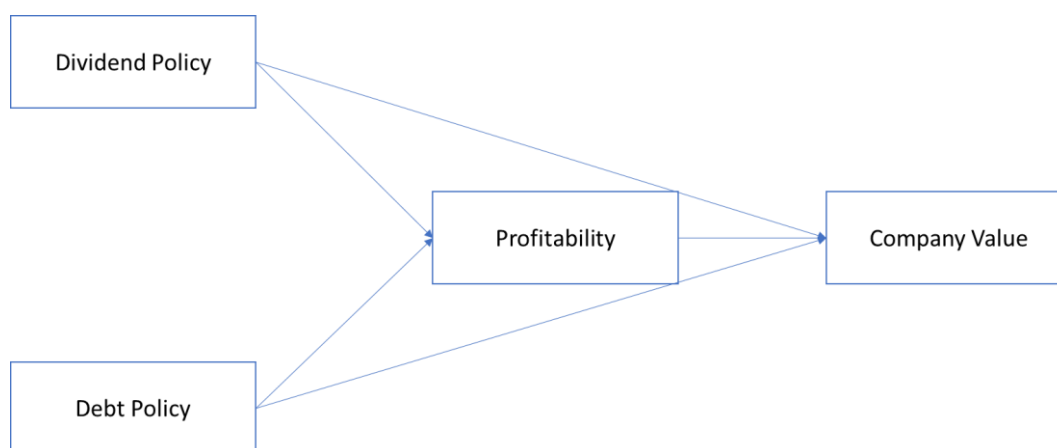 Dividend Policy
Profitability
Company Value
Debt Policy